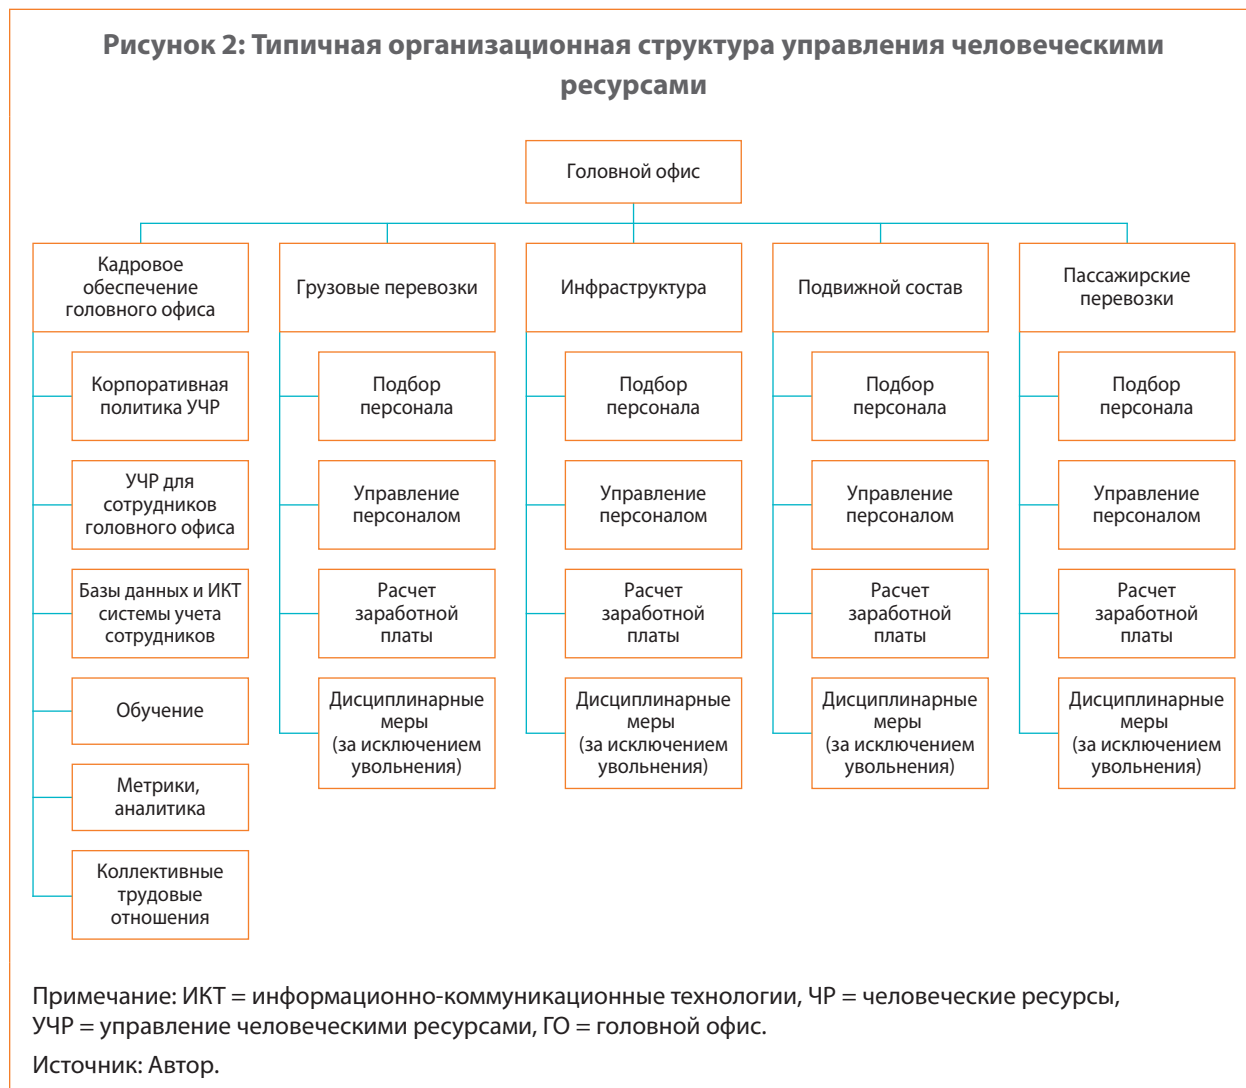 Рисунок 2: Типичная организационная структура управления человеческими
ресурсами
Головной офис
Кадровое
обеспечение
головного офиса
Грузовые перевозки
Инфраструктура
Подвижной состав
Пассажирские
перевозки
Корпоративная
политика УЧР
Подбор
персонала
Подбор
персонала
Подбор
персонала
Подбор
персонала
УЧР для
сотрудников
головного офиса
Управление
персоналом
Управление
персоналом
Управление
персоналом
Управление
персоналом
Базы данных и ИКТ
системы учета
сотрудников
Расчет
заработной
платы
Расчет
заработной
платы
Расчет
заработной
платы
Расчет
заработной
платы
Обучение
Дисциплинарные
меры
(за исключением
увольнения)
Дисциплинарные
меры
(за исключением
увольнения)
Дисциплинарные
меры
(за исключением
увольнения)
Дисциплинарные
меры
(за исключением
увольнения)
Метрики,
аналитика
Коллективные
трудовые
отношения
Примечание: ИКТ = информационно-коммуникационные технологии, ЧР = человеческие ресурсы,
УЧР = управление человеческими ресурсами, ГО = головной офис.
Источник: Автор.